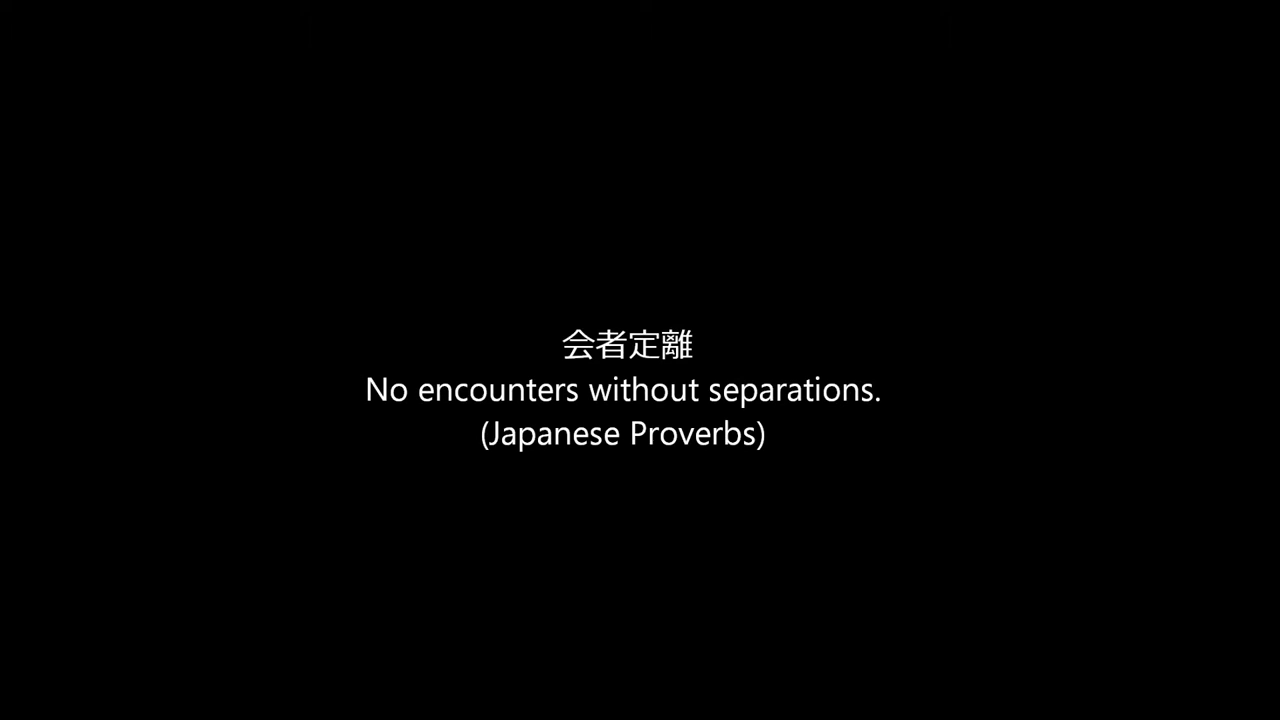 会者定離
No encounters without separations.
(Japanese Proverbs)